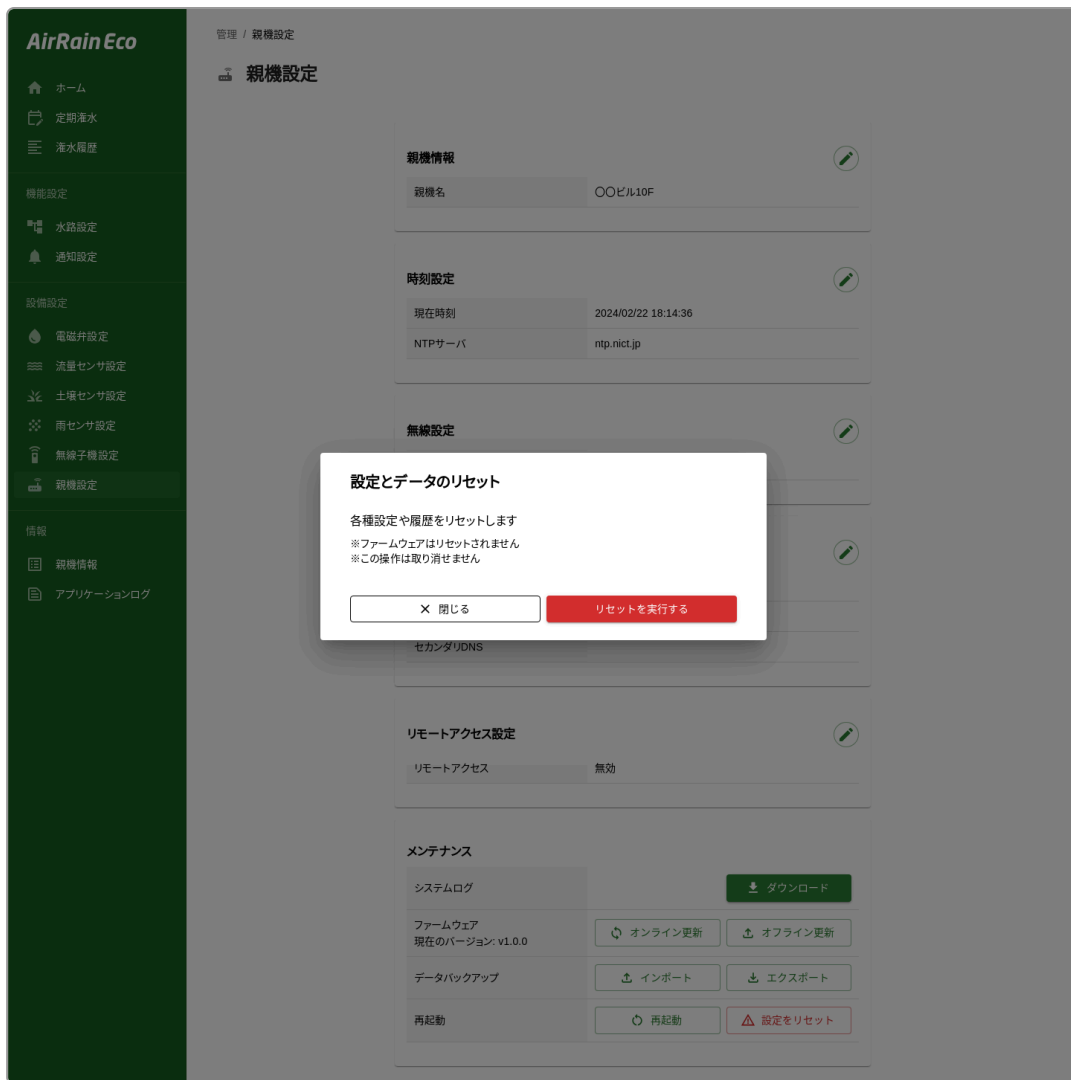 AirRain Eco
ホーム
定期潅水
潅水履歴
機能設定
水路設定
通知設定
設備設定
電磁弁設定
流量センサ設定
土壌センサ設定
雨センサ設定
無線子機設定
親機設定
情報
親機情報
アプリケーションログ
管理 / 親機設定
親機設定
親機情報
親機名 〇〇ビル10F
時刻設定
現在時刻 2024/02/22 18:14:36
NTPサーバ ntp.nict.jp
無線設定
設定とデータのリセット
各種設定や履歴をリセットします
※ファームウェアはリセットされません
※この操作は取り消せません
× 閉じる リセットを実行する
セカンダリDNS
リモートアクセス設定
リモートアクセス 無効
メンテナンス
システムログ ダウンロード
ファームウェア
現在のバージョン: v1.0.0
オンライン更新 オフライン更新
データバックアップ インポート エクスポート
再起動 再起動 設定をリセット